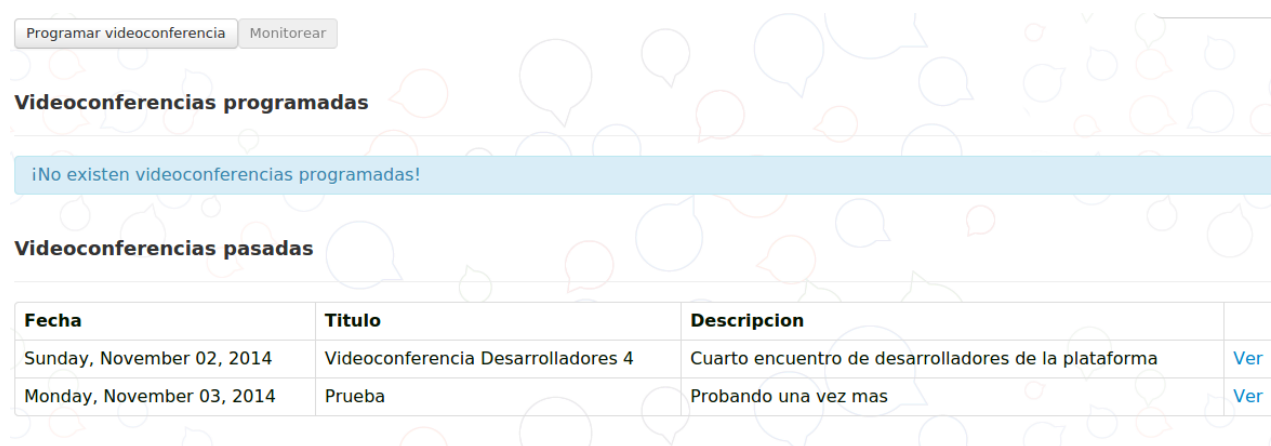 Programar videoconferencia Monitorear
Videoconferencias programadas
¡No existen videoconferencias programadas!
Videoconferencias pasadas
Fecha Titulo Descripcion
Sunday, November 02, 2014 Videoconferencia Desarrolladores 4 Cuarto encuentro de desarrolladores de la plataforma Ver
Monday, November 03, 2014 Prueba Probando una vez mas Ver